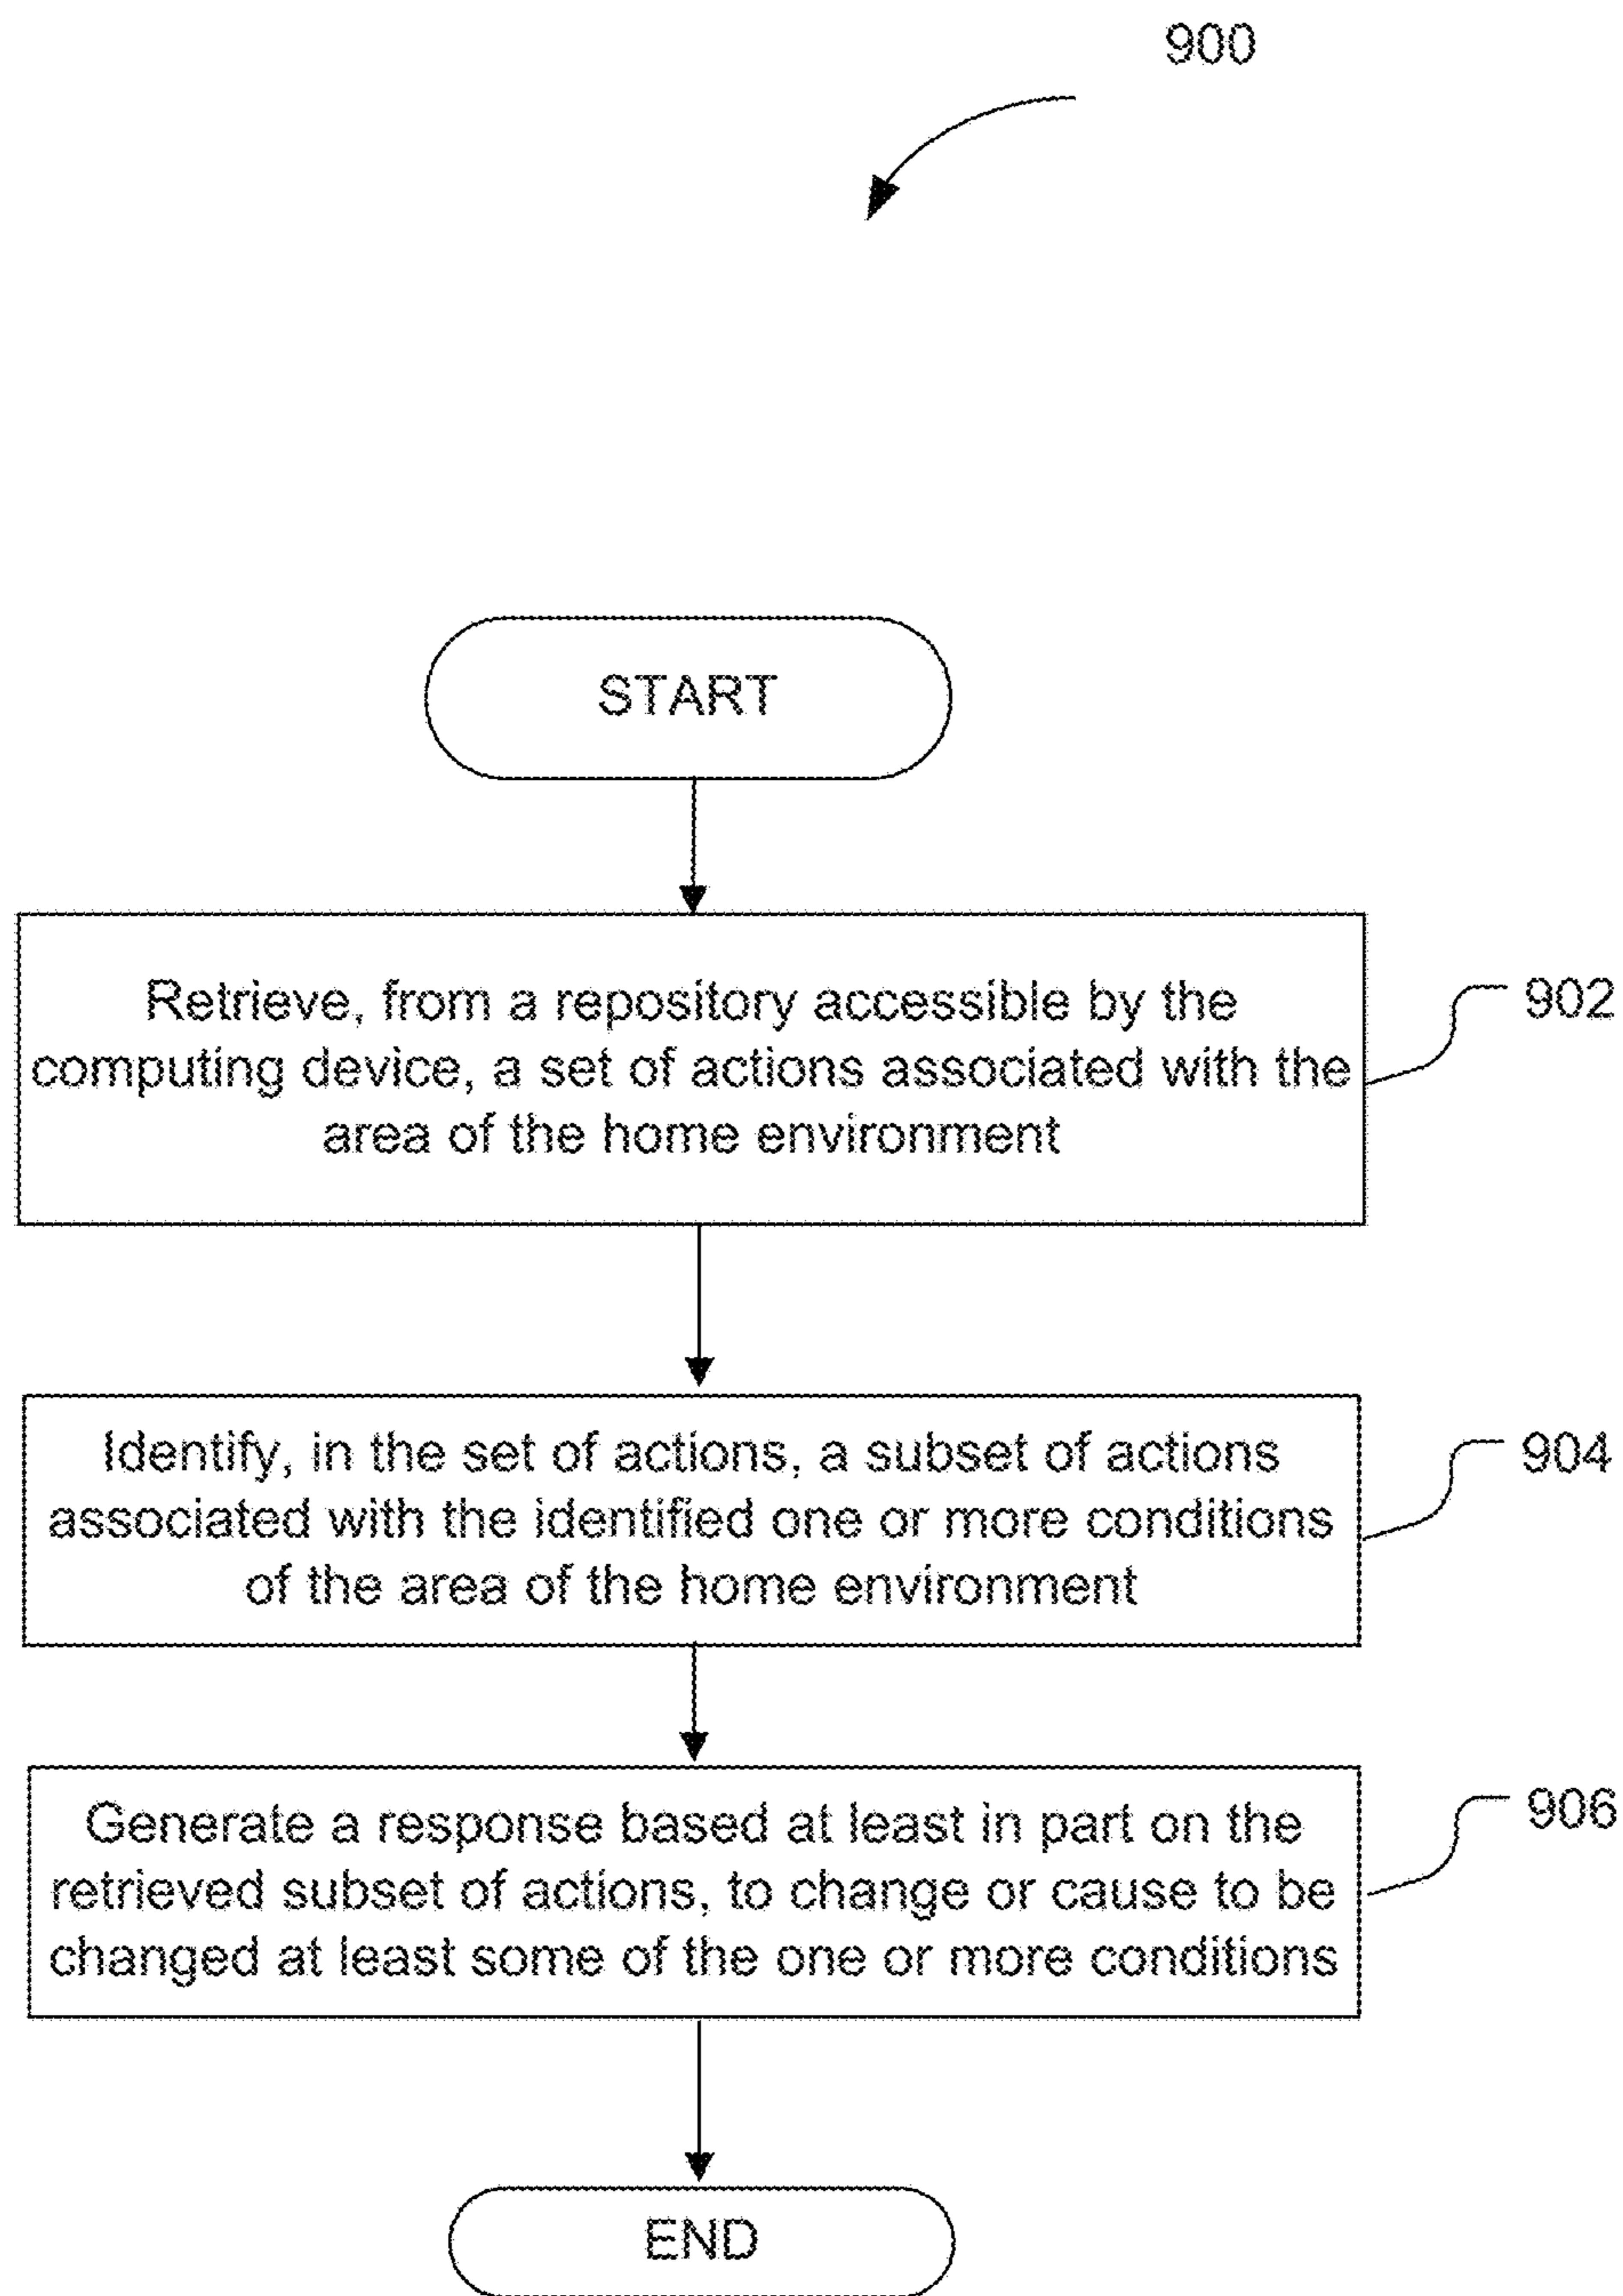 900
START
Retrieve, from a repository accessible by the
computing device, a set of actions associated with the
area of the home environment
902
Identify, in the set of actions, a subset of actions
associated with the identified one or more conditions
of the area of the home environment
904
Generate a response based at least in part on the
retrieved subset of actions, to change or cause to be
changed at least some of the one or more conditions
906
END